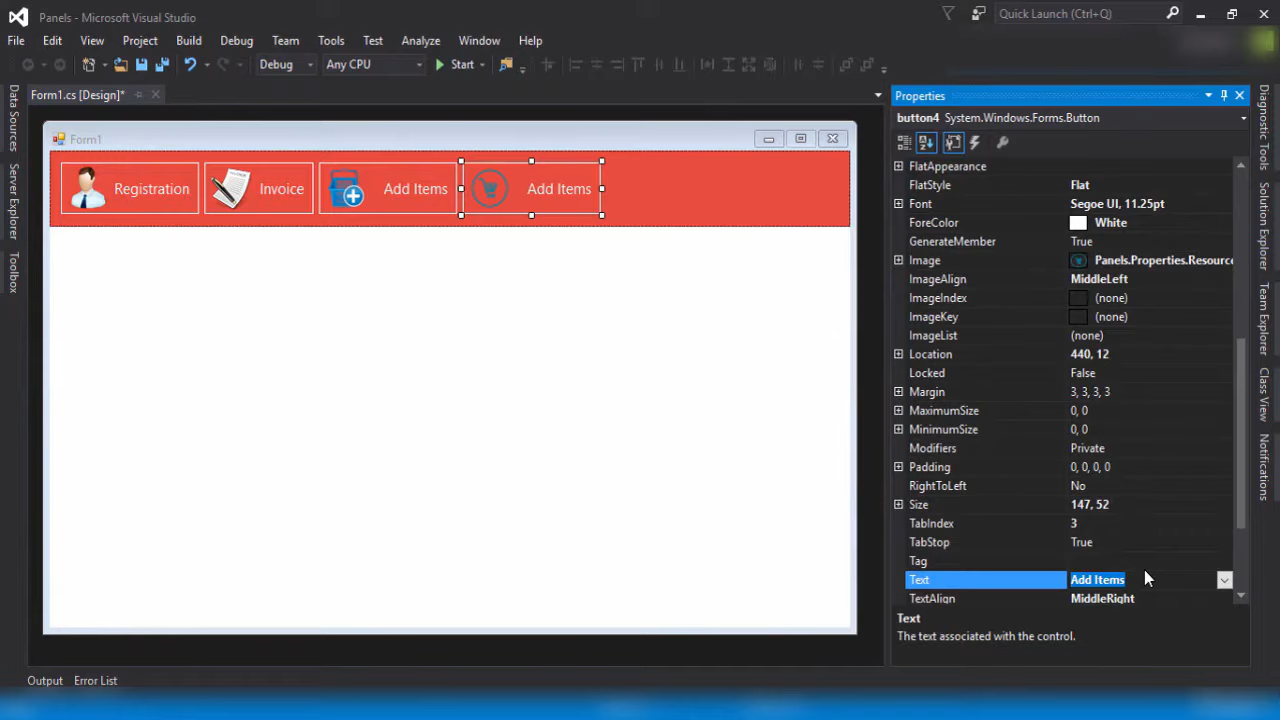 Panels - Microsoft Visual Studio
Quick Launch (Ctrl+Q)
File Edit View Project Build Debug Team Tools Test Analyze Window Help
Debug Any CPU Start
Form1.cs [Design]*
Data Sources
Server Explorer
Toolbox
Form1
Registration Invoice Add Items Add Items
Properties
button4 System.Windows.Forms.Button
FlatAppearance
FlatStyle Flat
Font Segoe UI, 11.25pt
ForeColor White
GenerateMember True
Image Panels.Properties.Resource
ImageAlign MiddleLeft
ImageIndex (none)
ImageKey (none)
ImageList (none)
Location 440, 12
Locked False
Margin 3, 3, 3, 3
MaximumSize 0, 0
MinimumSize 0, 0
Modifiers Private
Padding 0, 0, 0, 0
RightToLeft No
Size 147, 52
TabIndex 3
TabStop True
Tag
Text Add Items
TextAlign MiddleRight
Text
The text associated with the control.
Diagnostic Tools
Solution Explorer
Team Explorer
Class View
Notifications
Output Error List